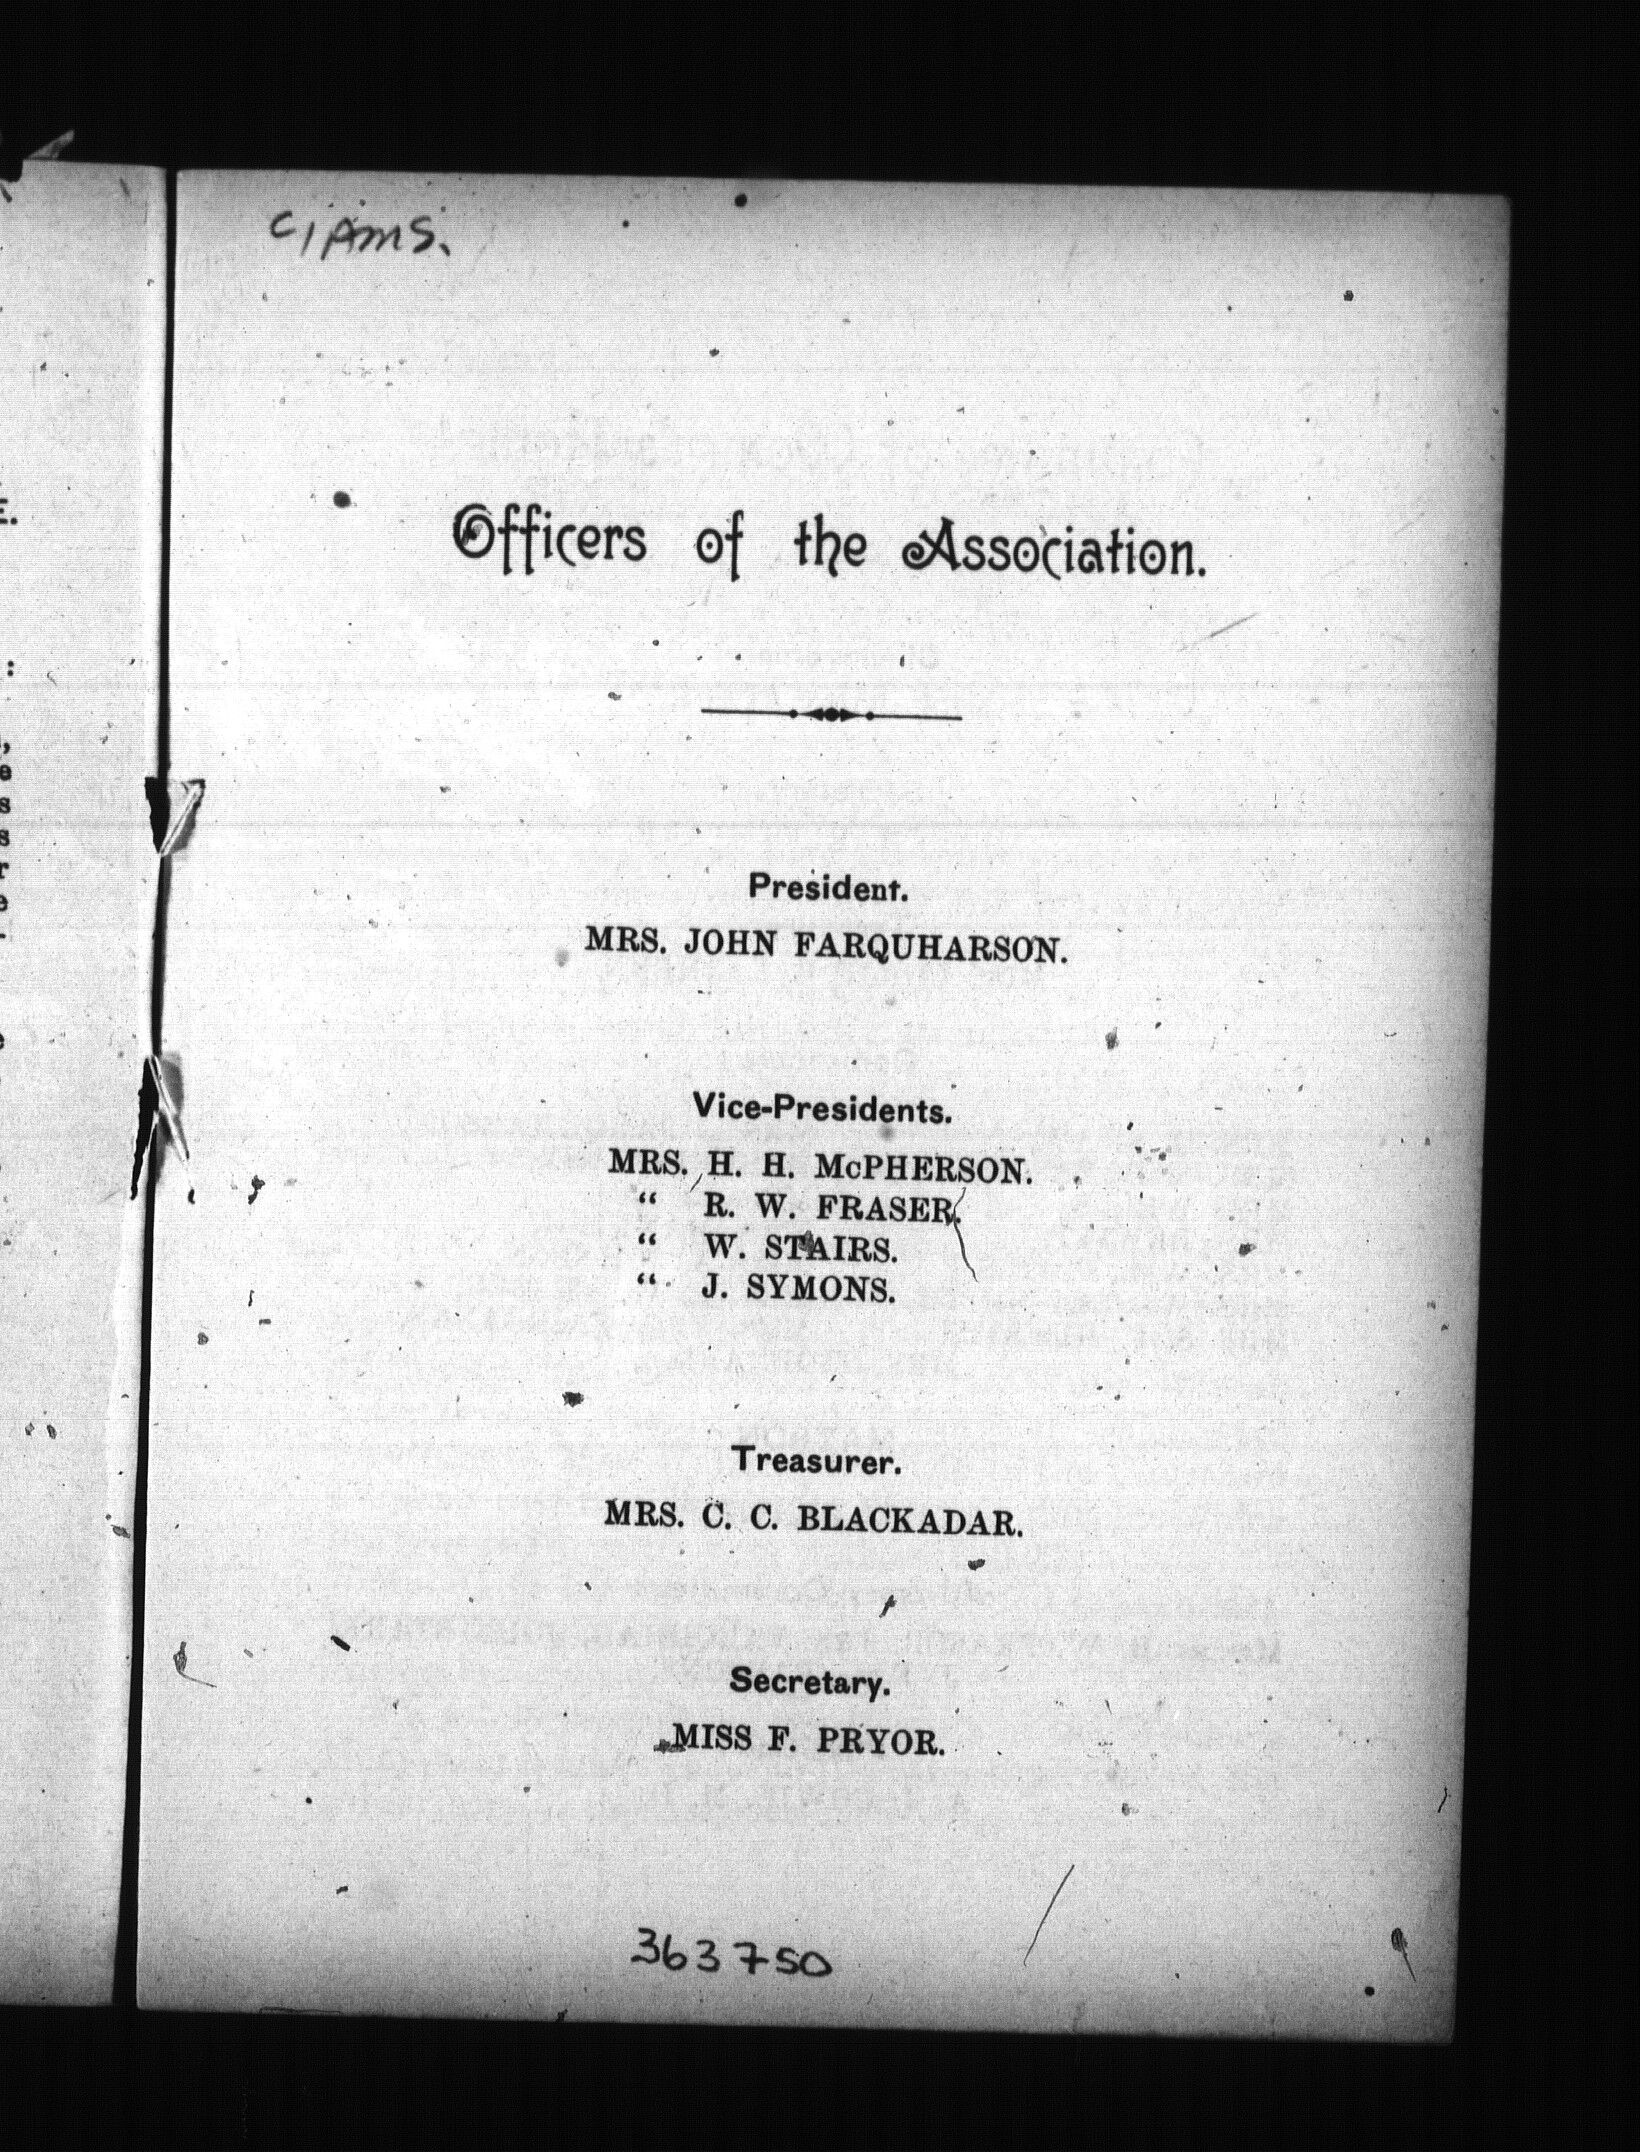 Officers of the Association.
President.
MRS. JOHN FARQUHARSON.
Vice-Presidents.
MRS. H. H. McPHERSON.
“ R. W. FRASER.
“ W. STAIRS.
“ J. SYMONS.
Treasurer.
MRS. C. C. BLACKADAR.
Secretary.
MISS F. PRYOR.
363750